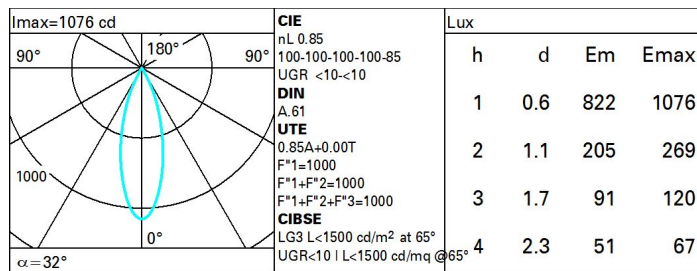 Imax=1076 cd
90°
180°
90°
1000
0°
α=32°
CIE
nL 0.85
100-100-100-100-85
UGR <10-<10
DIN
A.61
UTE
0.85A+0.00T
F"1=1000
F"1+F"2=1000
F"1+F"2+F"3=1000
CIBSE
LG3 L<1500 cd/m² at 65°
UGR<10 | L<1500 cd/mq @65°
Lux
h d Em Emax
1 0.6 822 1076
2 1.1 205 269
3 1.7 91 120
4 2.3 51 67